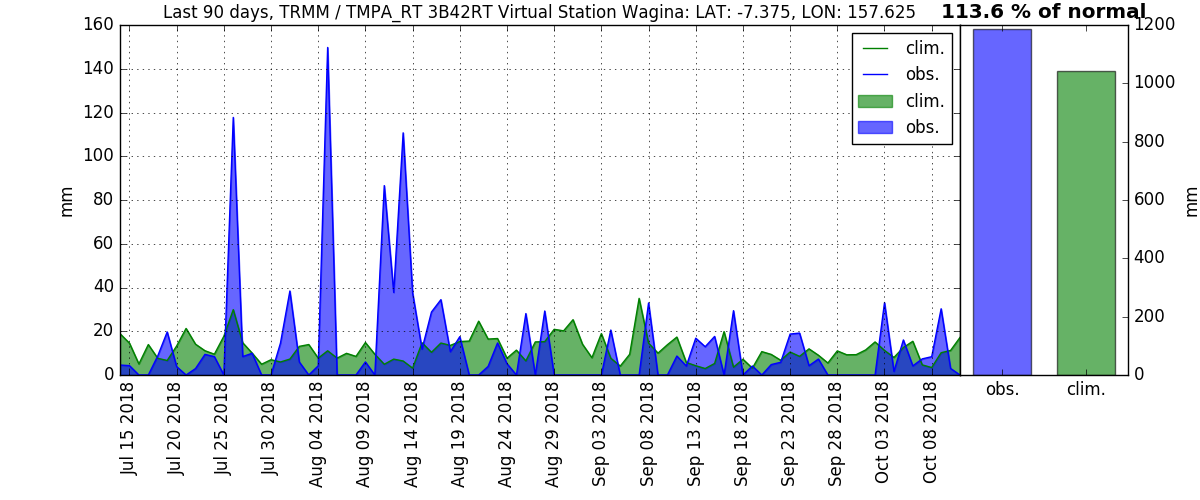 Last 90 days, TRMM / TMPA_RT 3B42RT Virtual Station Wagina: LAT: -7.375, LON: 157.625
113.6 % of normal
160
140
120
100
80
60
40
20
0
mm
clim.
obs.
clim.
obs.
1200
1000
800
600
400
200
0
mm
obs.
clim.
Jul 15 2018
Jul 20 2018
Jul 25 2018
Jul 30 2018
Aug 04 2018
Aug 09 2018
Aug 14 2018
Aug 19 2018
Aug 24 2018
Aug 29 2018
Sep 03 2018
Sep 08 2018
Sep 13 2018
Sep 18 2018
Sep 23 2018
Sep 28 2018
Oct 03 2018
Oct 08 2018